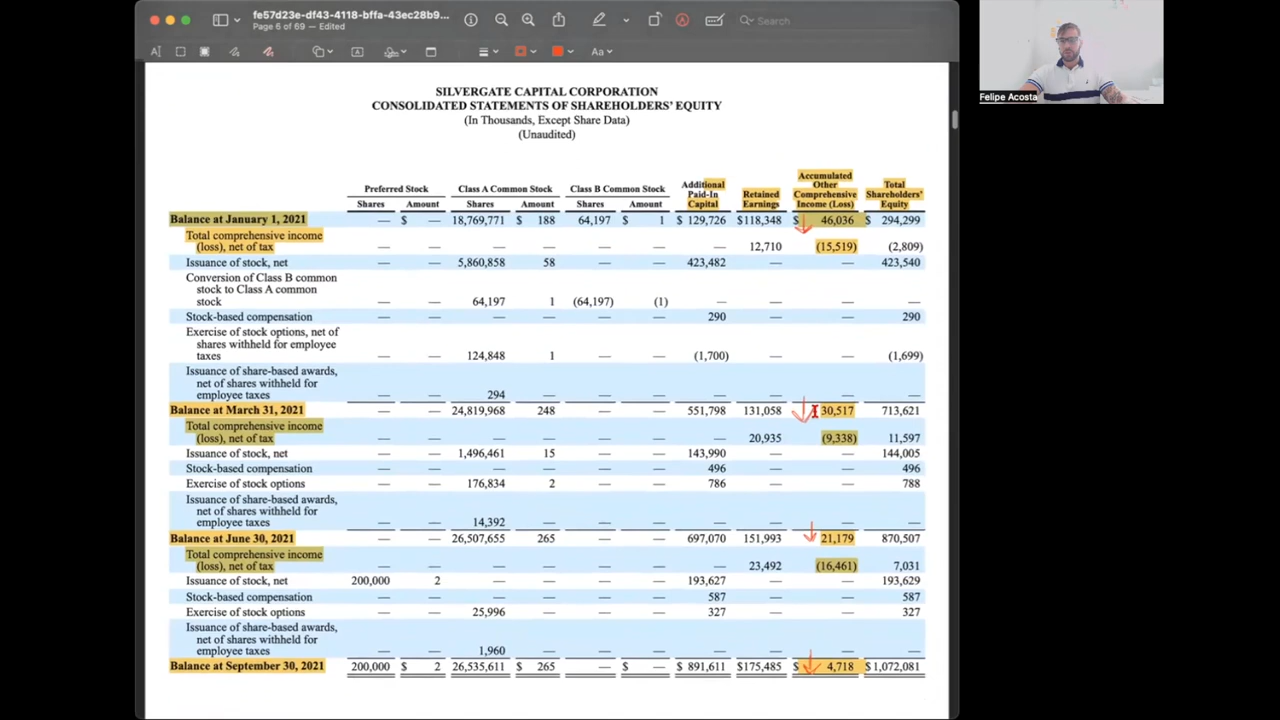 fe57d23e-df43-4118-bffa-43ec28b9...
Page 6 of 69 — Edited
Search
Aa
Felipe Acosta
SILVERGATE CAPITAL CORPORATION
CONSOLIDATED STATEMENTS OF SHAREHOLDERS' EQUITY
(In Thousands, Except Share Data)
(Unaudited)
Preferred Stock Class A Common Stock Class B Common Stock Additional Paid-In Capital Retained Earnings Accumulated Other Comprehensive Income (Loss) Total Shareholders' Equity
Shares Amount Shares Amount Shares Amount
Balance at January 1, 2021 — $ — 18,769,771 $ 188 64,197 $ 1 $ 129,726 $118,348 $ 46,036 $ 294,299
Total comprehensive income
(loss), net of tax — — — — — — — 12,710 (15,519) (2,809)
Issuance of stock, net — — 5,860,858 58 — — 423,482 — — 423,540
Conversion of Class B common
stock to Class A common
stock — — 64,197 1 (64,197) (1) — — — —
Stock-based compensation — — — — — — 290 — — 290
Exercise of stock options, net of
shares withheld for employee
taxes — — 124,848 1 — — (1,700) — — (1,699)
Issuance of share-based awards,
net of shares withheld for
employee taxes — — 294 — — — — — — —
Balance at March 31, 2021 — — 24,819,968 248 — — 551,798 131,058 30,517 713,621
Total comprehensive income
(loss), net of tax — — — — — — — 20,935 (9,338) 11,597
Issuance of stock, net — — 1,496,461 15 — — 143,990 — — 144,005
Stock-based compensation — — — — — — 496 — — 496
Exercise of stock options — — 176,834 2 — — 786 — — 788
Issuance of share-based awards,
net of shares withheld for
employee taxes — — 14,392 — — — — — — —
Balance at June 30, 2021 — — 26,507,655 265 — — 697,070 151,993 21,179 870,507
Total comprehensive income
(loss), net of tax — — — — — — — 23,492 (16,461) 7,031
Issuance of stock, net 200,000 2 — — — — 193,627 — — 193,629
Stock-based compensation — — — — — — 587 — — 587
Exercise of stock options — — 25,996 — — — 327 — — 327
Issuance of share-based awards,
net of shares withheld for
employee taxes — — 1,960 — — — — — — —
Balance at September 30, 2021 200,000 $ 2 26,535,611 $ 265 — $ — $ 891,611 $175,485 $ 4,718 $ 1,072,081